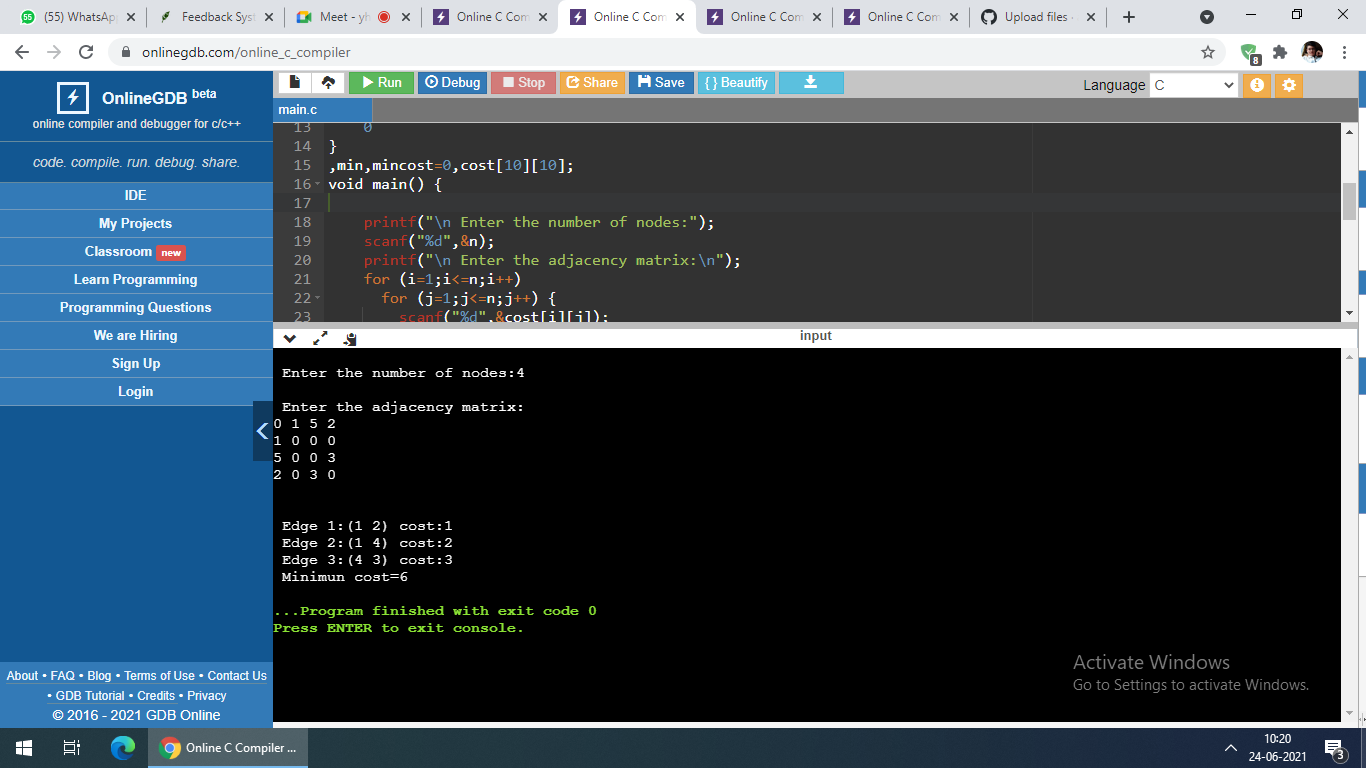 (55) WhatsAp
Feedback Sys
Meet - yh
Online C Com
Online C Com
Online C Com
Online C Com
Upload files ·
onlinegdb.com/online_c_compiler
8
OnlineGDB beta
online compiler and debugger for c/c++
code. compile. run. debug. share.
IDE
My Projects
Classroom new
Learn Programming
Programming Questions
We are Hiring
Sign Up
Login
About • FAQ • Blog • Terms of Use • Contact Us
• GDB Tutorial • Credits • Privacy
© 2016 - 2021 GDB Online
Run Debug Stop Share Save { } Beautify
Language C
main.c
13 0
14 }
15 ,min,mincost=0,cost[10][10];
16 void main() {
17
18 printf("\n Enter the number of nodes:");
19 scanf("%d",&n);
20 printf("\n Enter the adjacency matrix:\n");
21 for (i=1;i<=n;i++)
22 for (j=1;j<=n;j++) {
23 scanf("%d",&cost[i][j]);
input
Enter the number of nodes:4
Enter the adjacency matrix:
0 1 5 2
1 0 0 0
5 0 0 3
2 0 3 0
Edge 1:(1 2) cost:1
Edge 2:(1 4) cost:2
Edge 3:(4 3) cost:3
Minimun cost=6
...Program finished with exit code 0
Press ENTER to exit console.
Activate Windows
Go to Settings to activate Windows.
Online C Compiler ...
10:20
24-06-2021
3